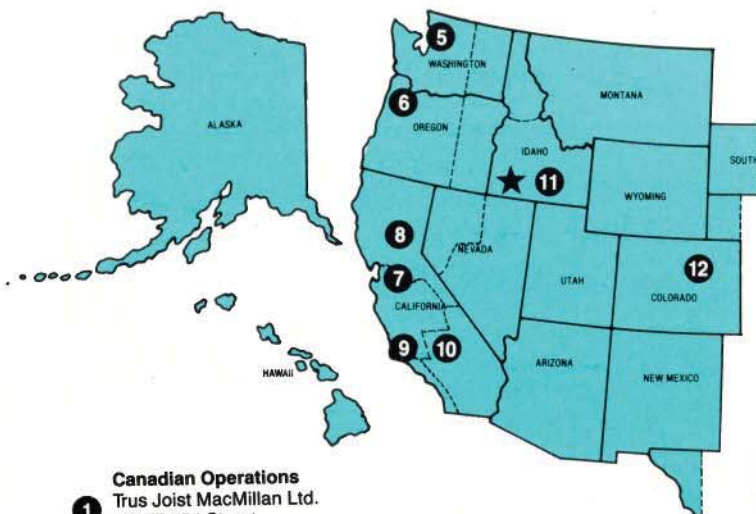 5
WASHINGTON
6
OREGON
MONTANA
ALASKA
IDAHO
11
SOUTH
WYOMING
8
NEVADA
12
7
UTAH
COLORADO
CALIFORNIA
9
10
HAWAII
ARIZONA
NEW MEXICO
Canadian Operations
1
Trus Joist MacMillan Ltd.